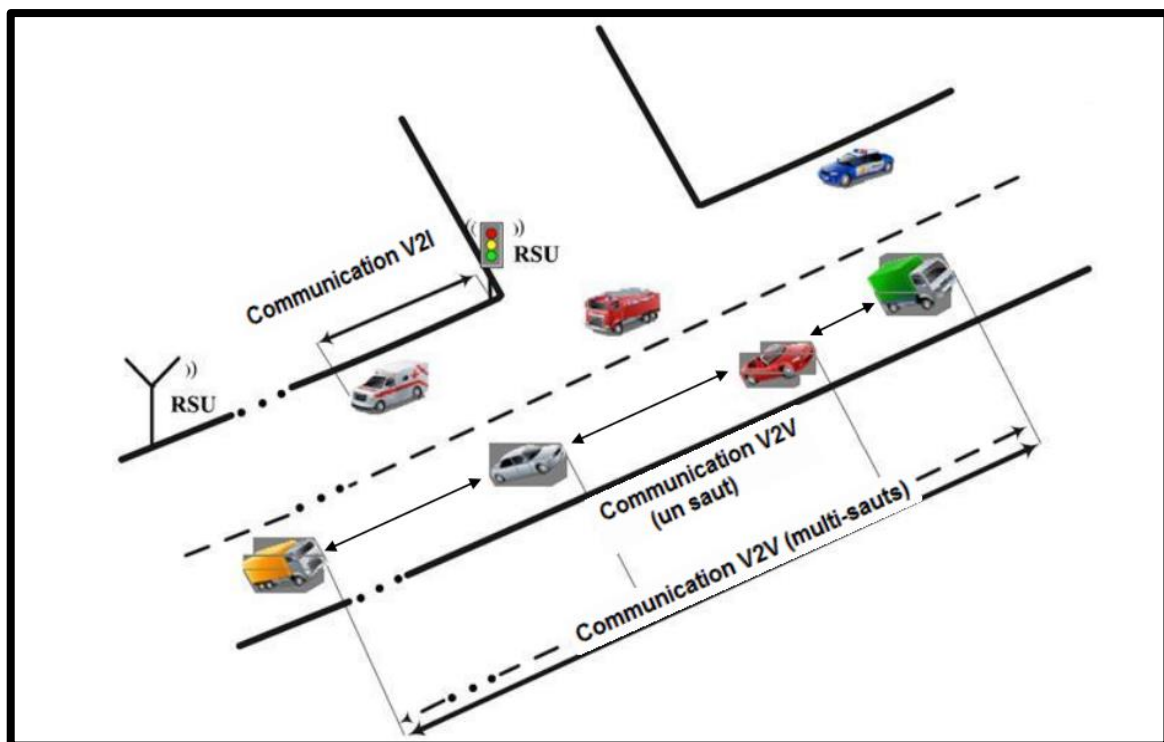 Communication V2I
RSU
RSU
Communication V2V
(un saut)
Communication V2V (multi-sauts)